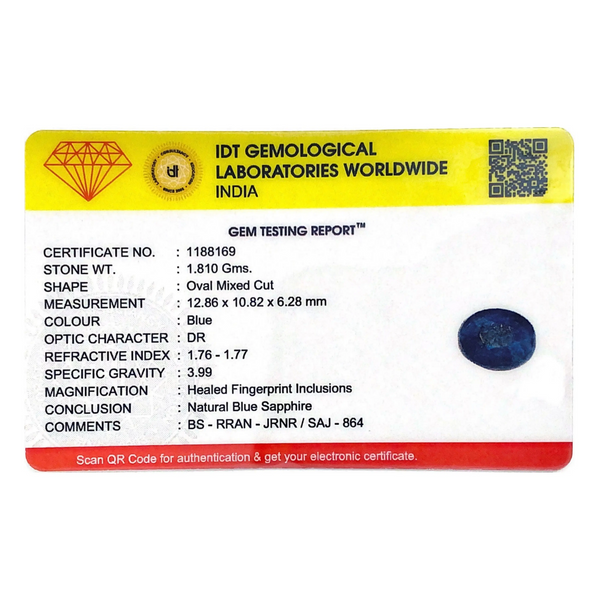 IDT GEMOLOGICAL
LABORATORIES WORLDWIDE
INDIA
GEM TESTING REPORT™
CERTIFICATE NO. : 1188169
STONE WT. : 1.810 Gms.
SHAPE : Oval Mixed Cut
MEASUREMENT : 12.86 x 10.82 x 6.28 mm
COLOUR : Blue
OPTIC CHARACTER : DR
REFRACTIVE INDEX : 1.76 - 1.77
SPECIFIC GRAVITY : 3.99
MAGNIFICATION : Healed Fingerprint Inclusions
CONCLUSION : Natural Blue Sapphire
COMMENTS : BS - RRAN - JRNR / SAJ - 864
Scan QR Code for authentication & get your electronic certificate.